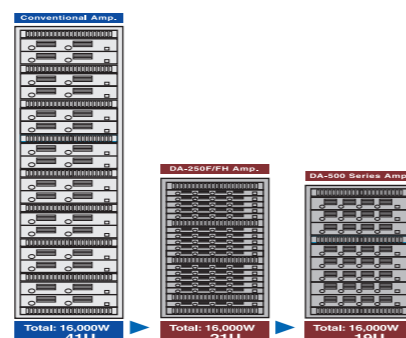 Conventional Amp.
Total: 16,000W
41U
DA-250F/FH Amp.
Total: 16,000W
21U
DA-500 Series Amp
Total: 16,000W
19U